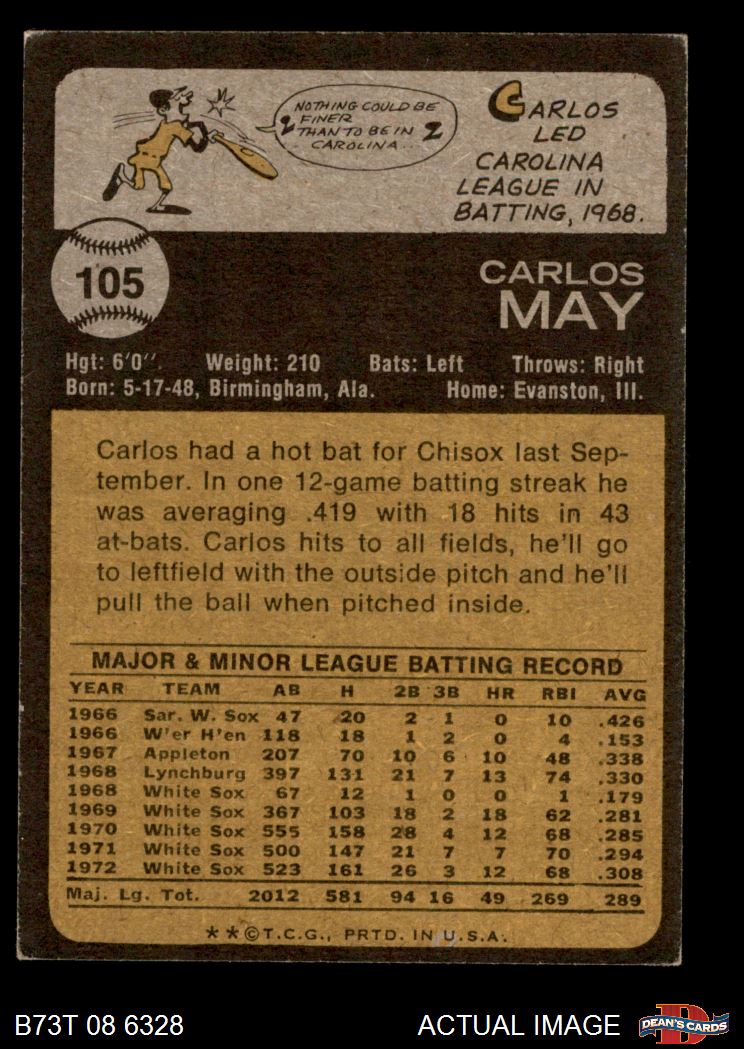 NOTHING COULD BE
FINER
2 THAN TO BE IN 2
CAROLINA...
CARLOS
LED
CAROLINA
LEAGUE IN
BATTING, 1968.
105
CARLOS
MAY
Hgt: 6'0". Weight: 210 Bats: Left Throws: Right
Born: 5-17-48, Birmingham, Ala. Home: Evanston, Ill.
Carlos had a hot bat for Chisox last Sep-
tember. In one 12-game batting streak he
was averaging .419 with 18 hits in 43
at-bats. Carlos hits to all fields, he'll go
to leftfield with the outside pitch and he'll
pull the ball when pitched inside.
MAJOR & MINOR LEAGUE BATTING RECORD
YEAR TEAM AB H 2B 3B HR RBI AVG
1966 Sar. W. Sox 47 20 2 1 0 10 .426
1966 W'er H'en 118 18 1 2 0 4 .153
1967 Appleton 207 70 10 6 10 48 .338
1968 Lynchburg 397 131 21 7 13 74 .330
1968 White Sox 67 12 1 0 0 1 .179
1969 White Sox 367 103 18 2 18 62 .281
1970 White Sox 555 158 28 4 12 68 .285
1971 White Sox 500 147 21 7 7 70 .294
1972 White Sox 523 161 26 3 12 68 .308
Maj. Lg. Tot. 2012 581 94 16 49 269 289
**©T.C.G., PRTD. IN U.S.A.
B73T 08 6328 ACTUAL IMAGE
D
DEAN'S CARDS